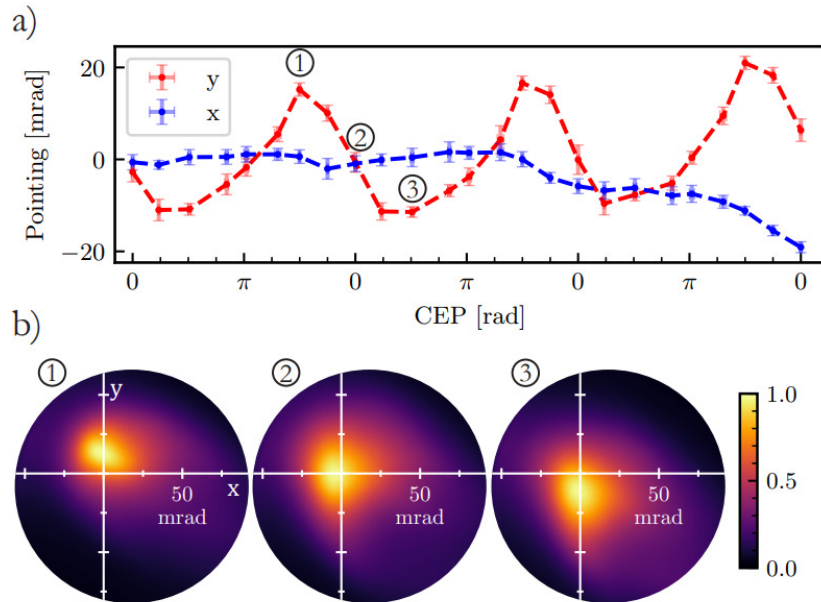 a)
20
0
−20
Pointing [mrad]
y
x
①
②
③
0 π 0 π 0 π 0
CEP [rad]
b)
① ② ③
y
x
50
mrad
50
mrad
50
mrad
1.0
0.5
0.0